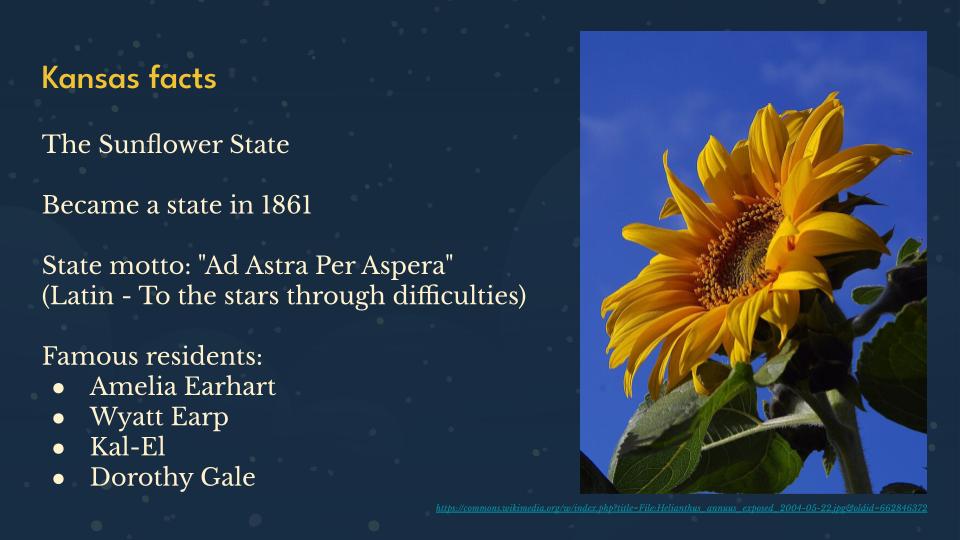 Kansas facts
The Sunflower State
Became a state in 1861
State motto: "Ad Astra Per Aspera"
(Latin - To the stars through difficulties)
Famous residents:
● Amelia Earhart
● Wyatt Earp
● Kal-El
● Dorothy Gale
https://commons.wikimedia.org/w/index.php?title=File:Helianthus_annuus_exposed_2004-05-22.jpg&oldid=662846372